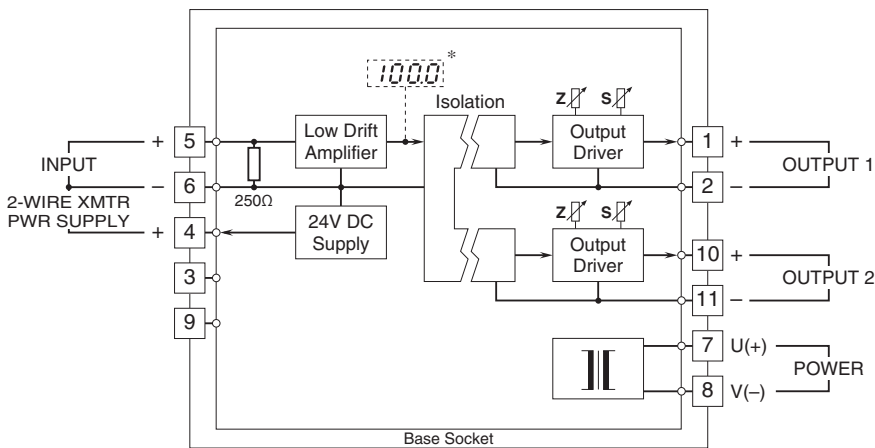 100.0 *
Isolation
Z S
Low Drift
Amplifier
Output
Driver
5
+
6
–
INPUT
2-WIRE XMTR
PWR SUPPLY
4
+
3
9
250Ω
24V DC
Supply
1 +
2 –
OUTPUT 1
Z S
Output
Driver
10 +
11 –
OUTPUT 2
7 U(+)
8 V(–)
POWER
Base Socket